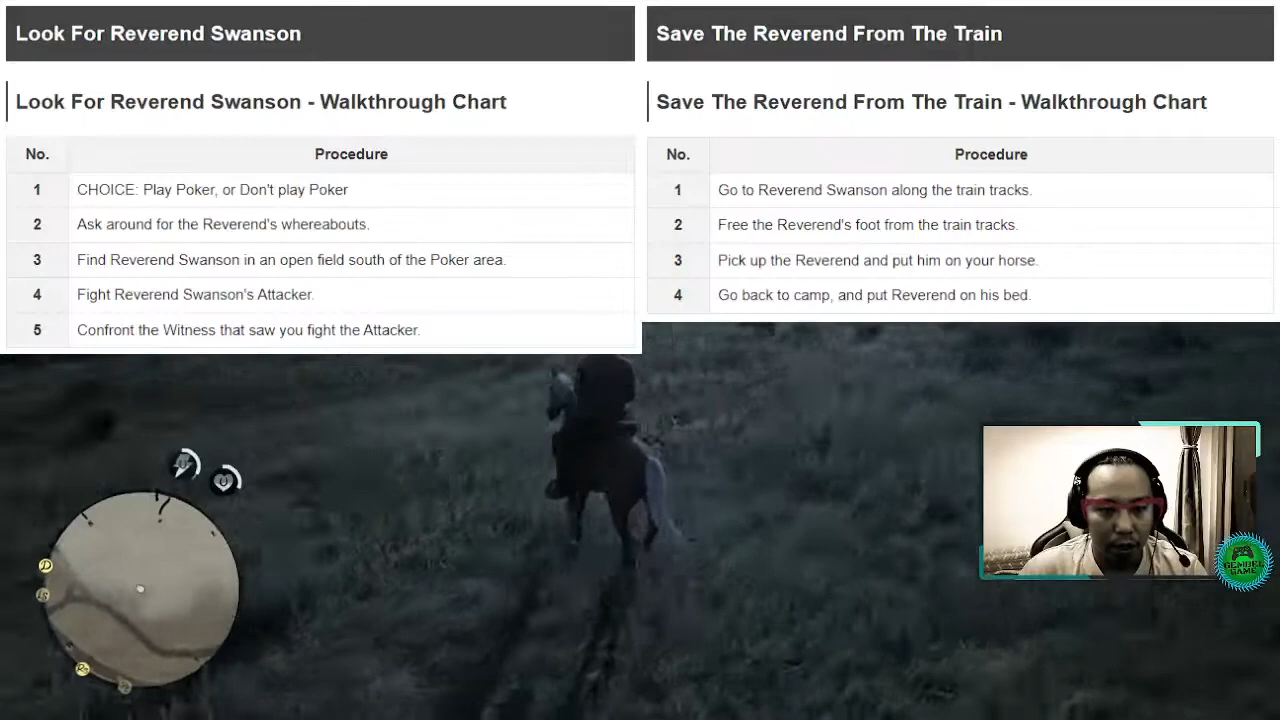 Look For Reverend Swanson
Look For Reverend Swanson - Walkthrough Chart
No. Procedure
1 CHOICE: Play Poker, or Don't play Poker
2 Ask around for the Reverend's whereabouts.
3 Find Reverend Swanson in an open field south of the Poker area.
4 Fight Reverend Swanson's Attacker.
5 Confront the Witness that saw you fight the Attacker.
Save The Reverend From The Train
Save The Reverend From The Train - Walkthrough Chart
No. Procedure
1 Go to Reverend Swanson along the train tracks.
2 Free the Reverend's foot from the train tracks.
3 Pick up the Reverend and put him on your horse.
4 Go back to camp, and put Reverend on his bed.
D
LS
GEMBEL
GAME